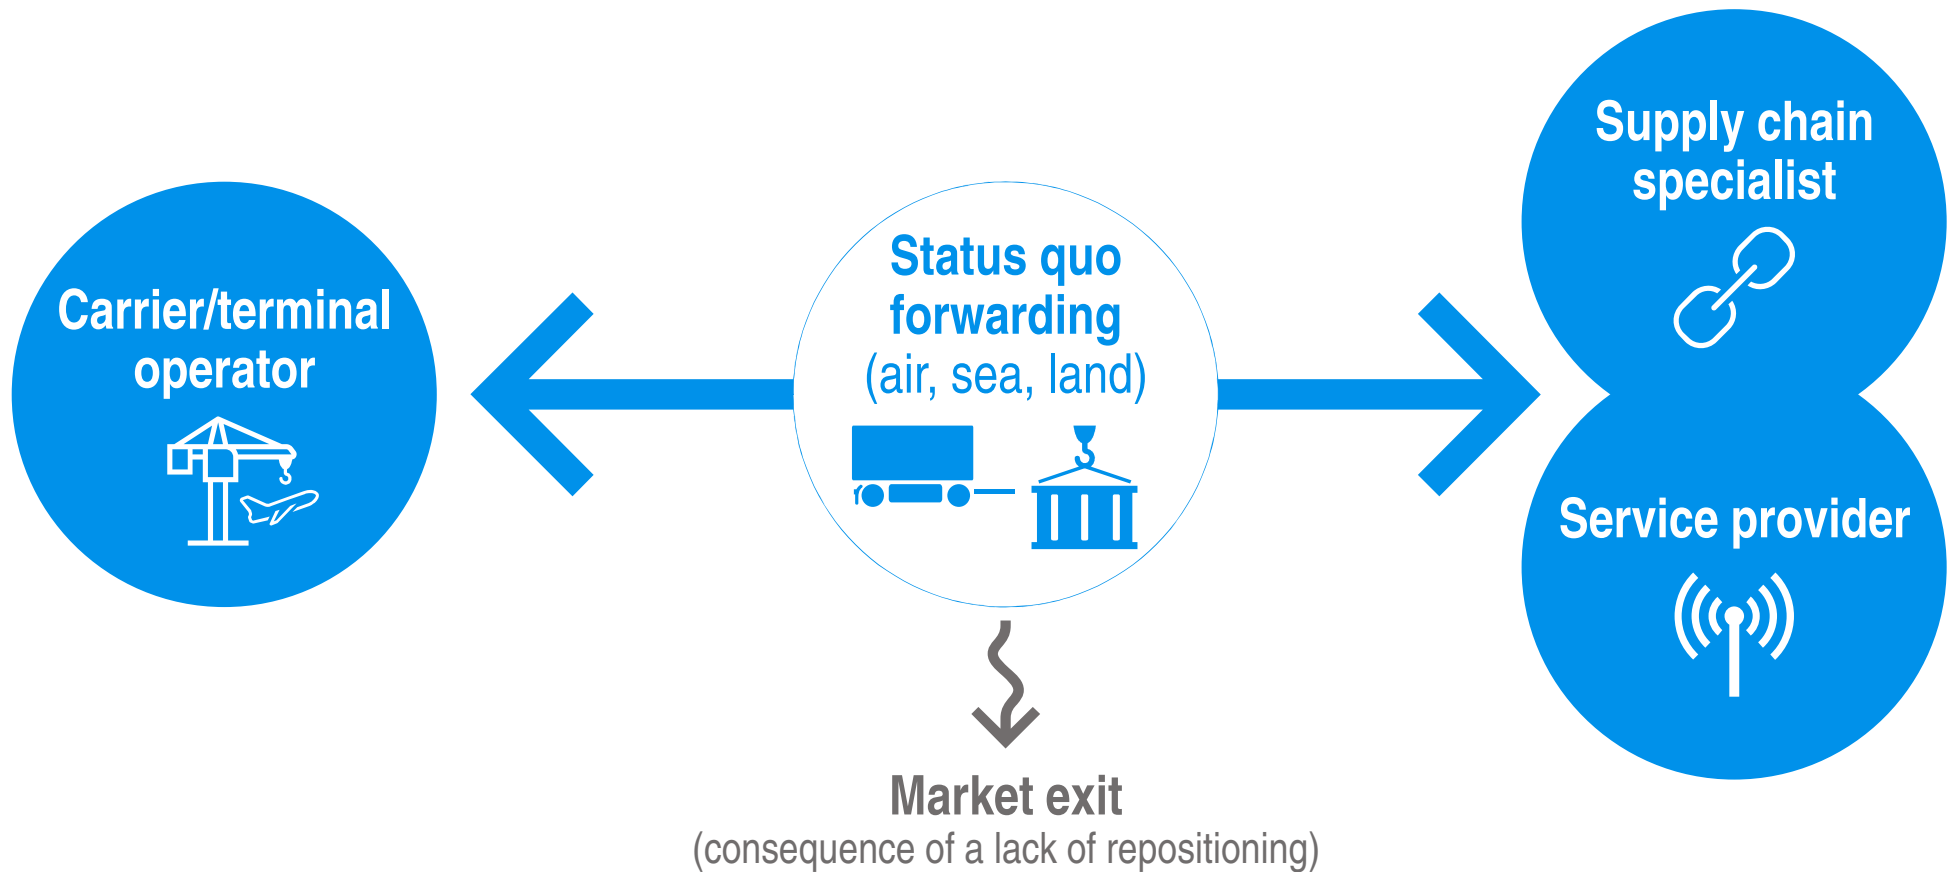 Carrier/terminal
operator
Status quo
forwarding
(air, sea, land)
Supply chain
specialist
Service provider
Market exit
(consequence of a lack of repositioning)